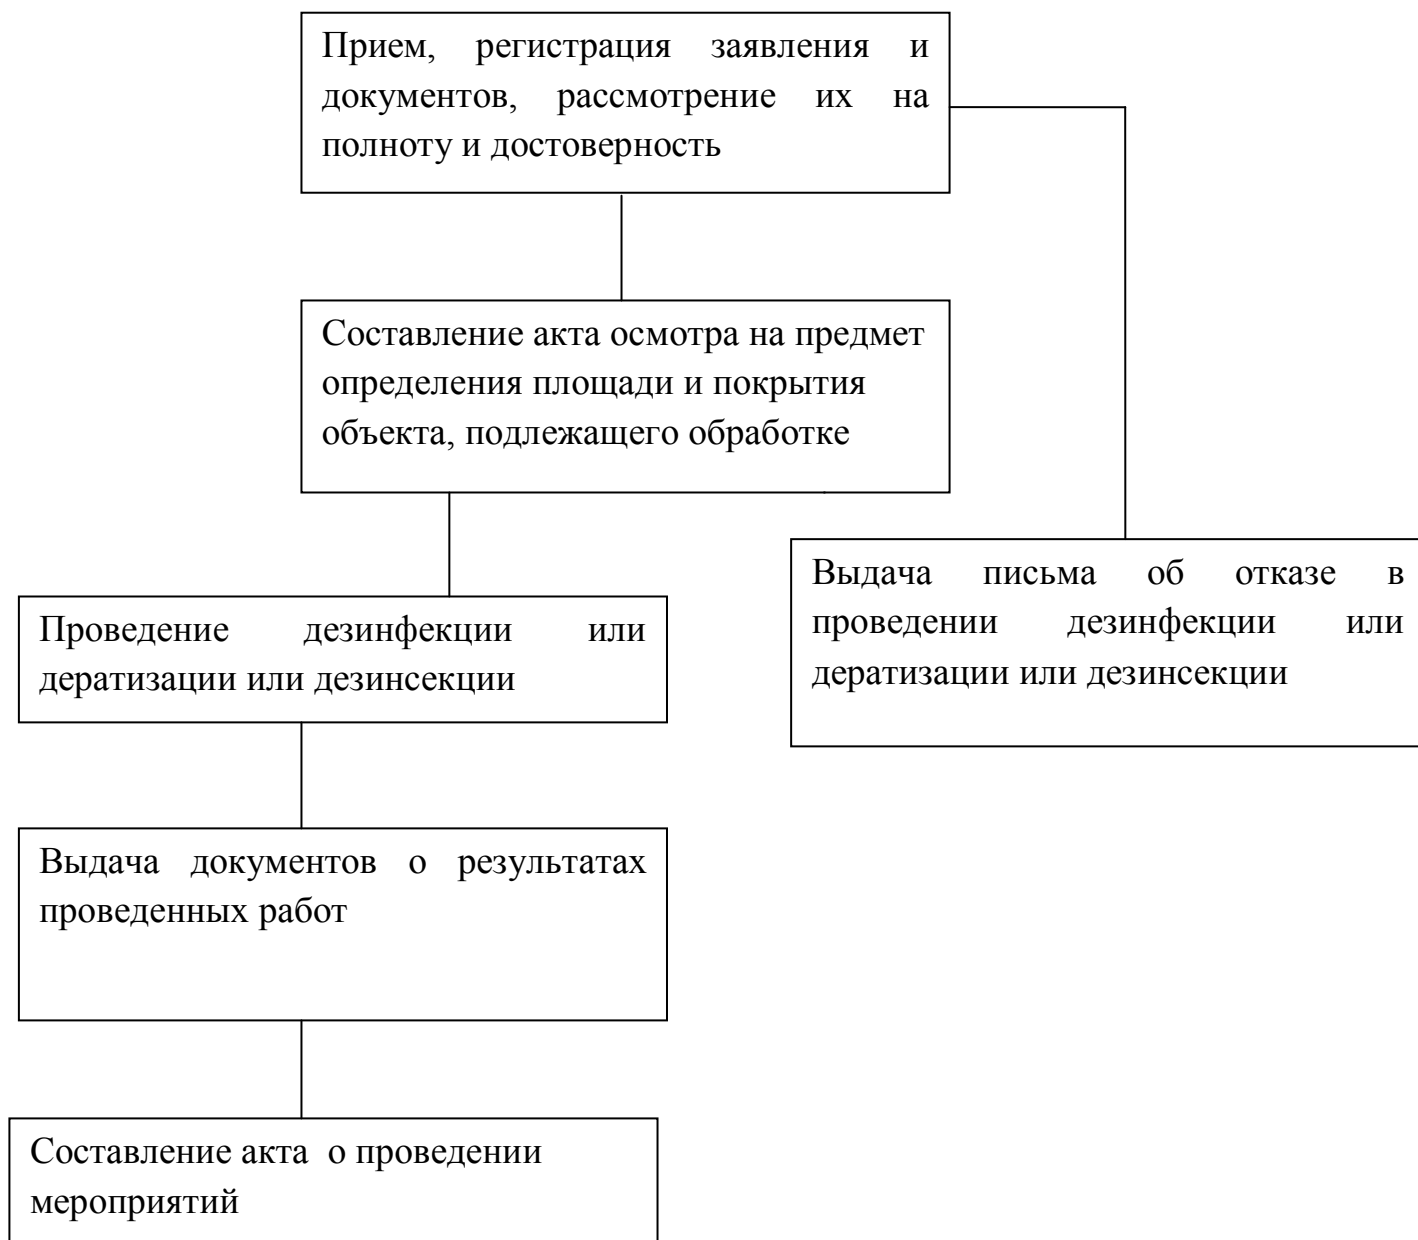 Прием, регистрация заявления и
документов, рассмотрение их на
полноту и достоверность
Составление акта осмотра на предмет
определения площади и покрытия
объекта, подлежащего обработке
Выдача письма об отказе в
проведении дезинфекции или
дератизации или дезинсекции
Проведение дезинфекции или
дератизации или дезинсекции
Выдача документов о результатах
проведенных работ
Составление акта о проведении
мероприятий